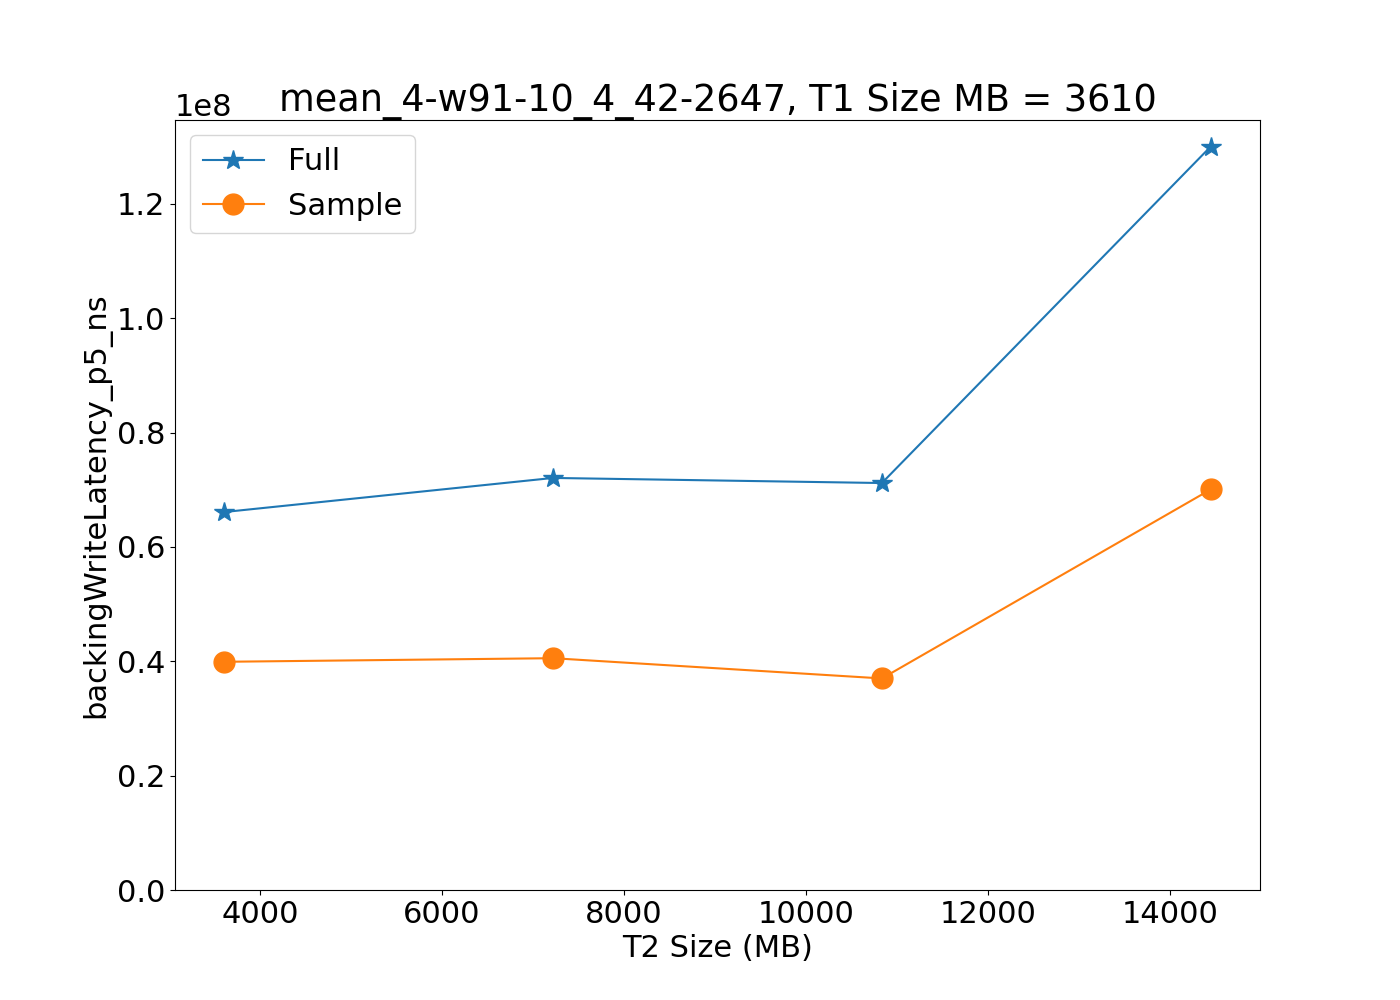 mean_4-w91-10_4_42-2647, T1 Size MB = 3610
1e8
Full
Sample
1.2
1.0
0.8
0.6
0.4
0.2
0.0
backingWriteLatency_p5_ns
4000 6000 8000 10000 12000 14000
T2 Size (MB)